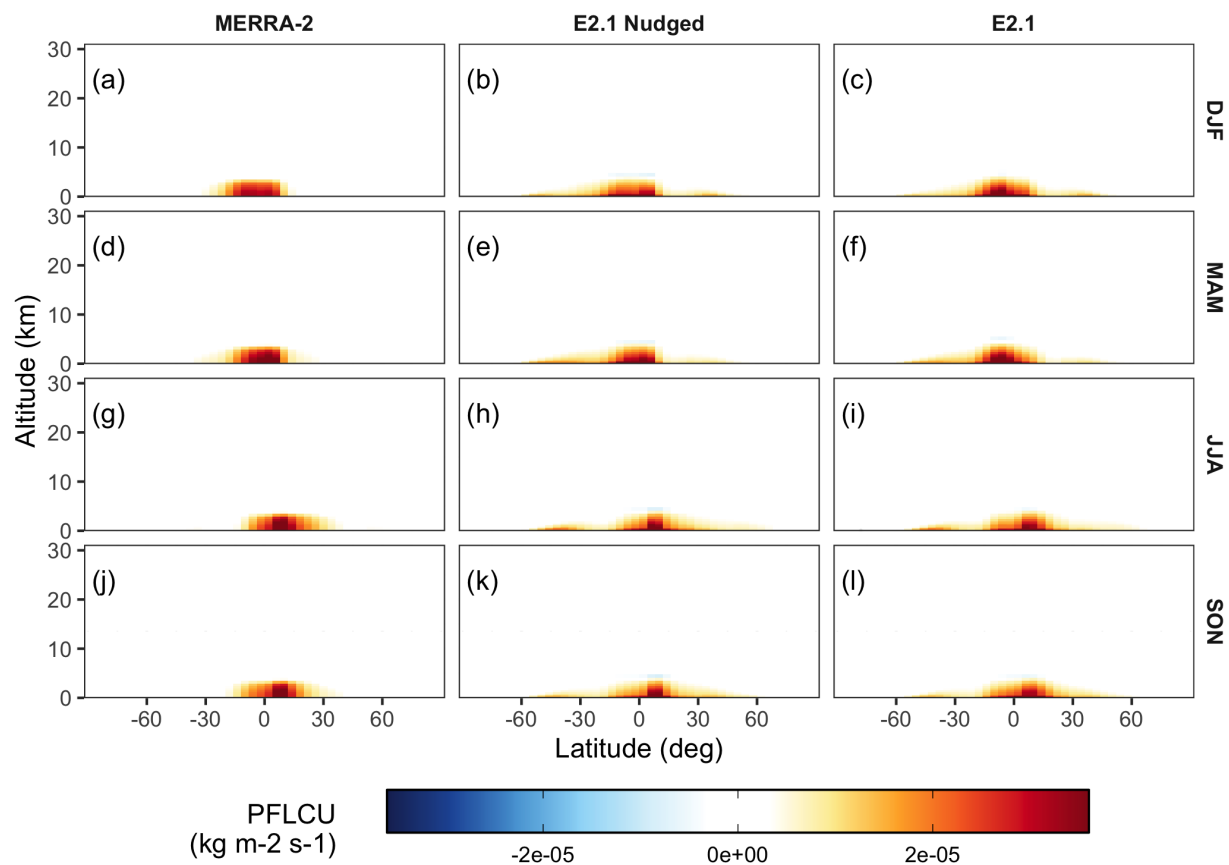 MERRA-2 E2.1 Nudged E2.1
30 (a) (b) (c) DJF
20
10
0
30 (d) (e) (f) MAM
20
10
0
30 (g) (h) (i) JJA
20
10
0
30 (j) (k) (l) SON
20
10
0
Altitude (km)
-60 -30 0 30 60 -60 -30 0 30 60 -60 -30 0 30 60
Latitude (deg)
PFLCU
(kg m-2 s-1)
-2e-05 0e+00 2e-05